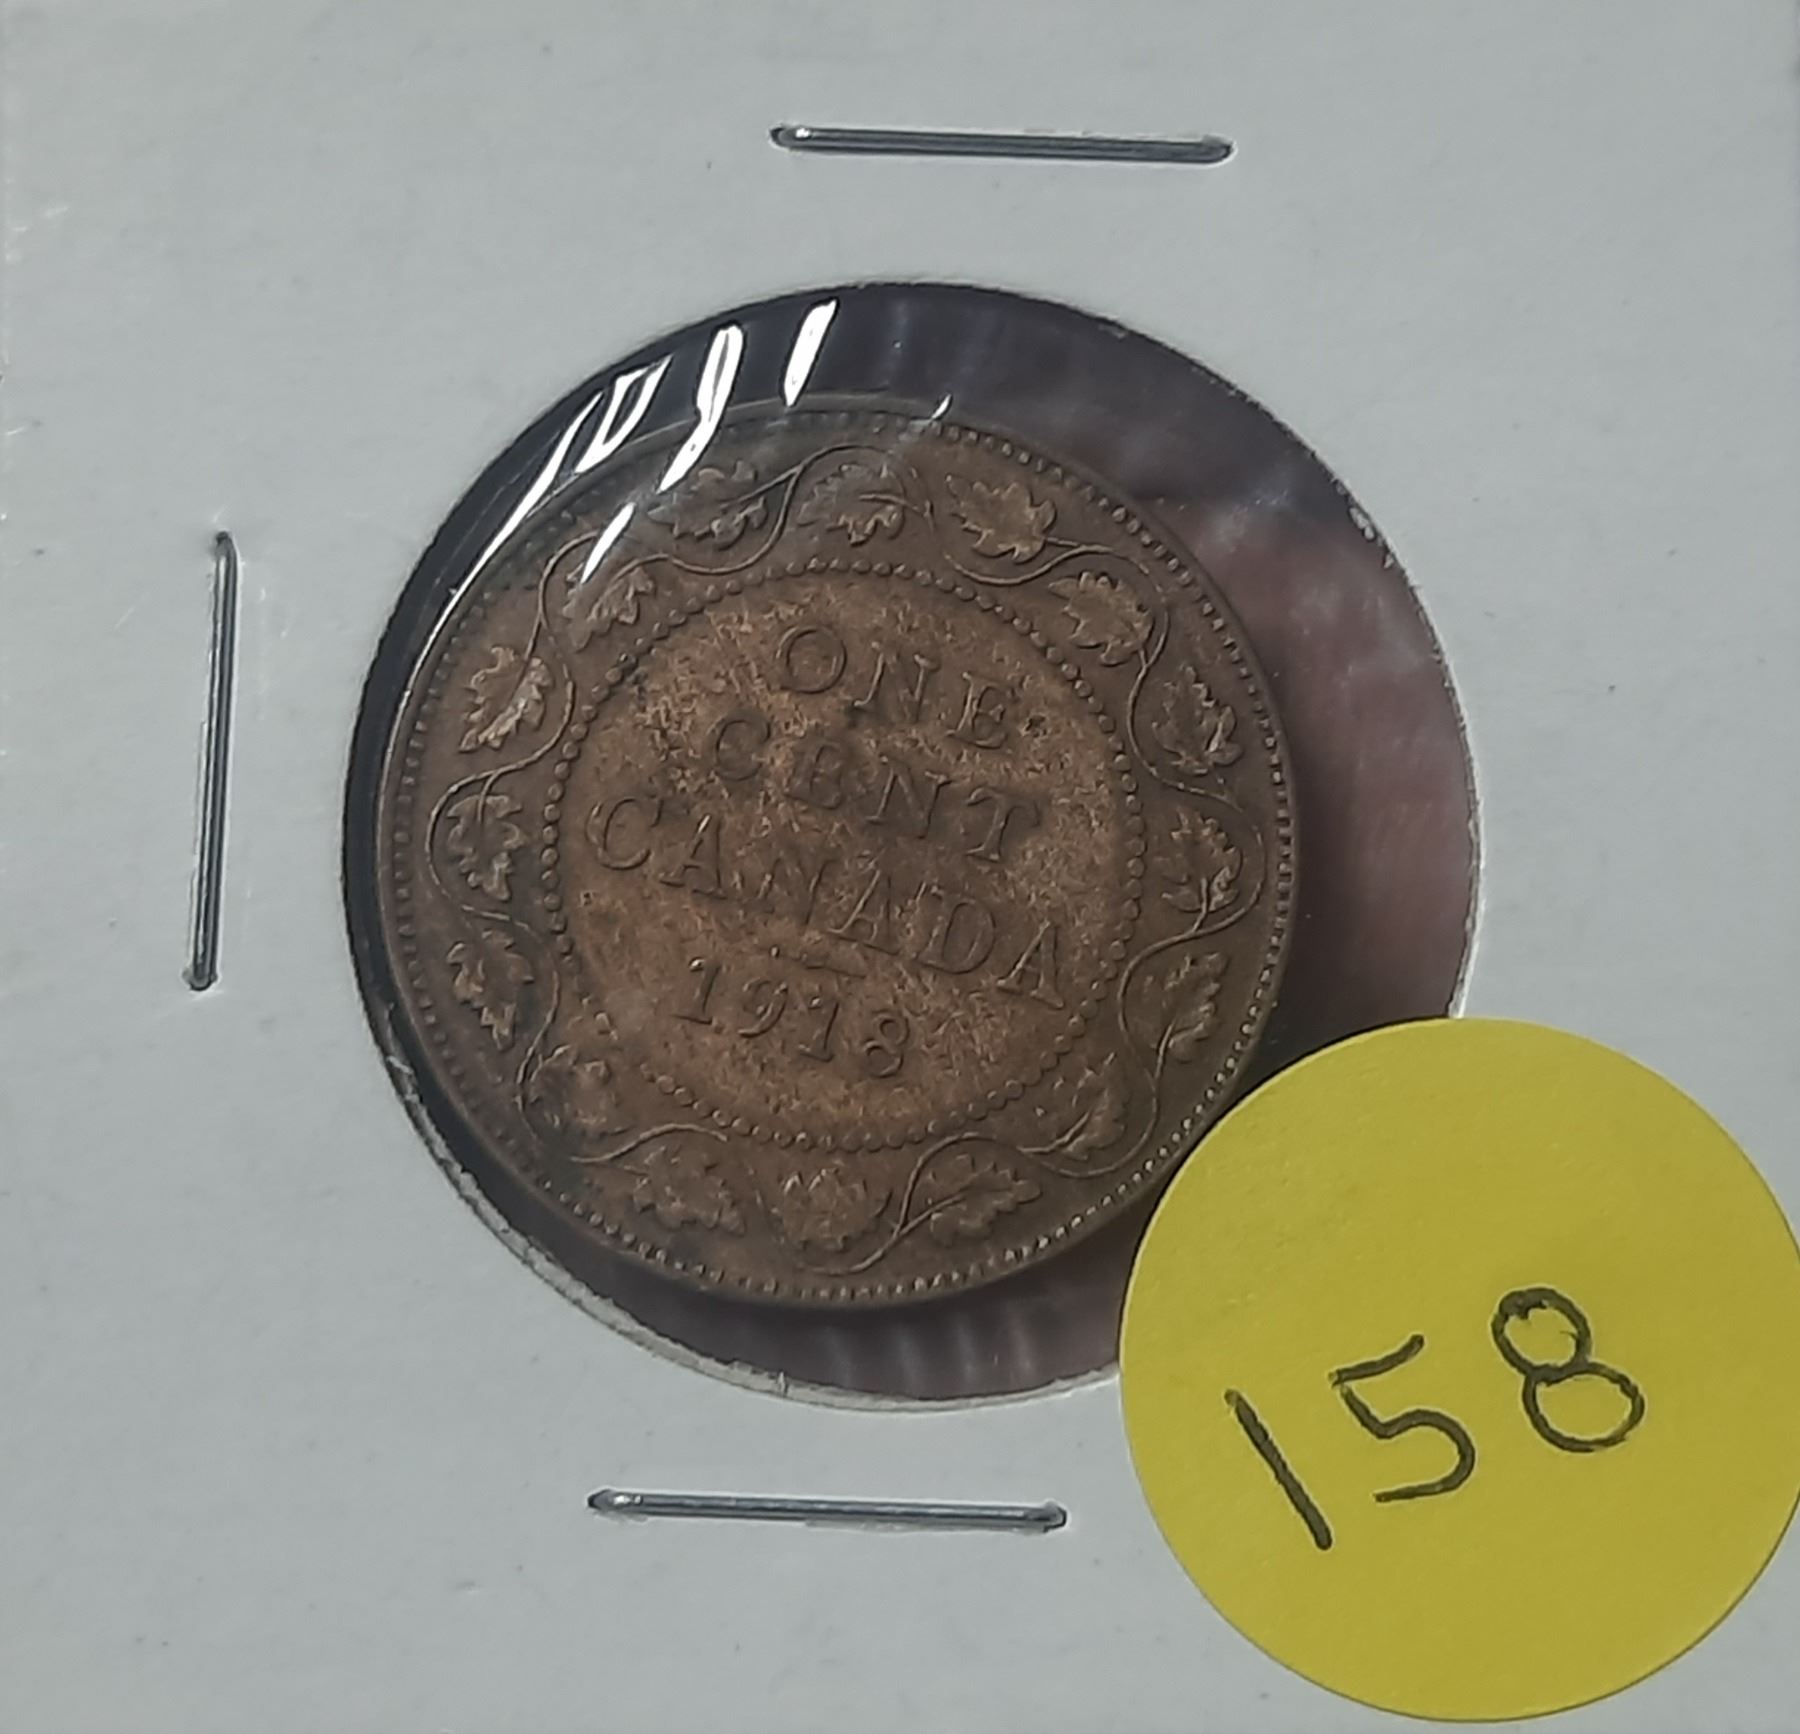 ONE
CENT
CANADA
1918
158